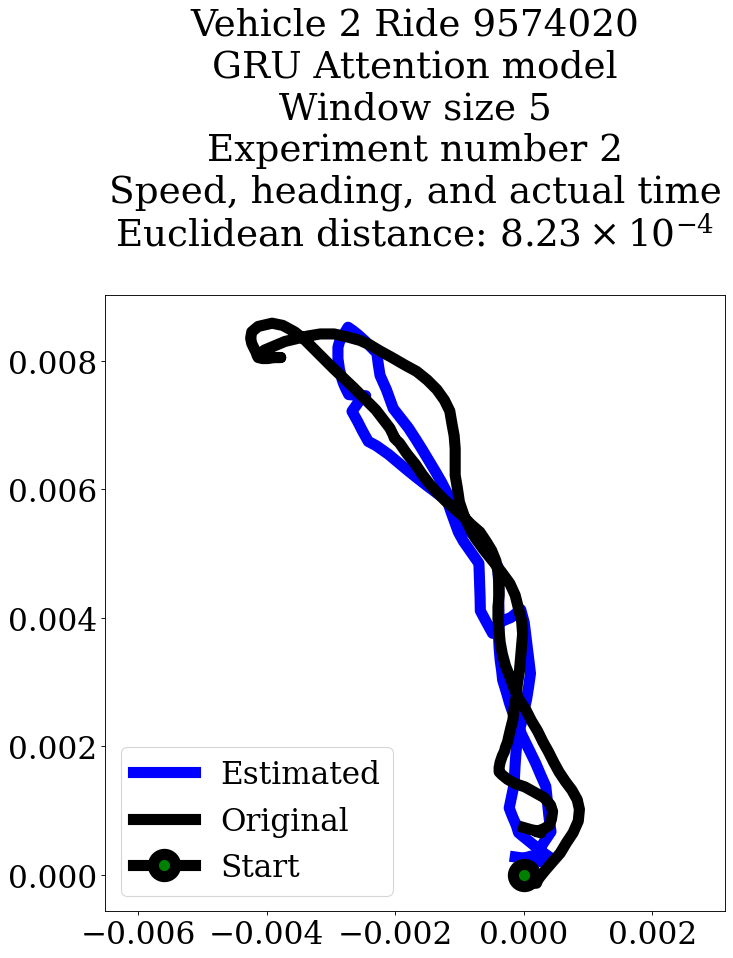 Vehicle 2 Ride 9574020
GRU Attention model
Window size 5
Experiment number 2
Speed, heading, and actual time
Euclidean distance: 8.23 × 10⁻⁴
0.008
0.006
0.004
0.002
0.000
Estimated
Original
Start
−0.006 −0.004 −0.002 0.000 0.002